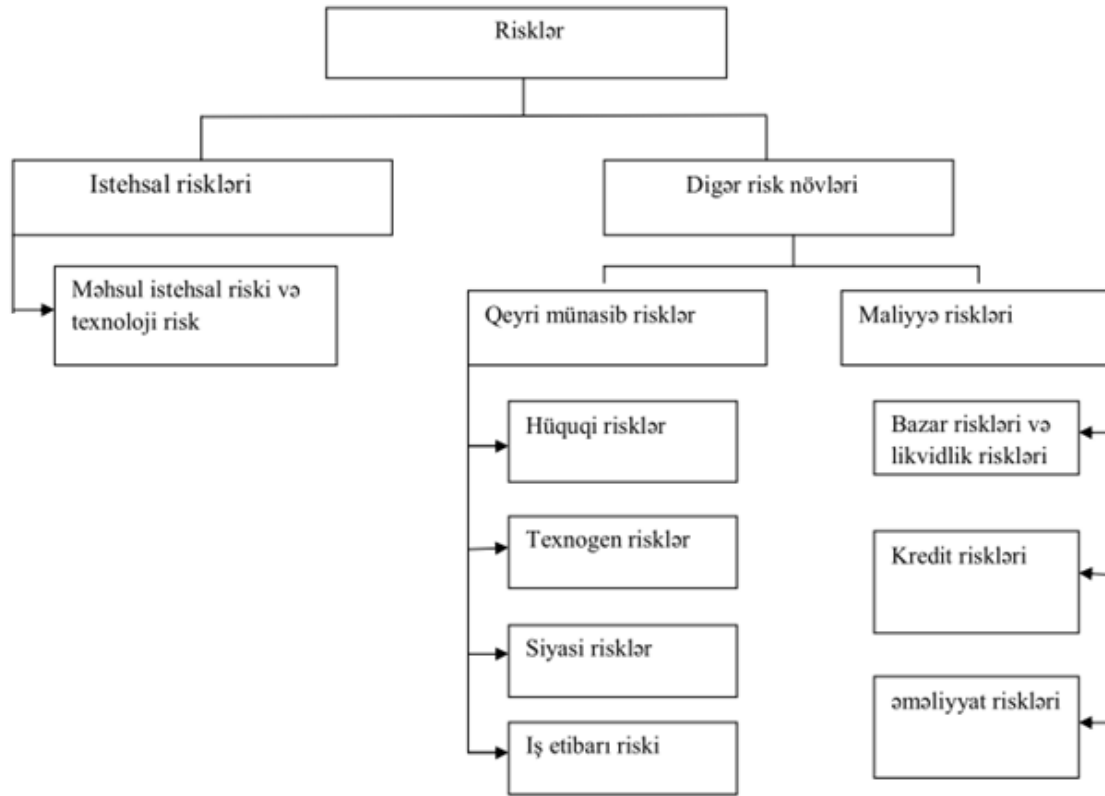 Risklər
Istehsal riskləri
Digər risk növləri
Məhsul istehsal riski və
texnoloji risk
Qeyri münasib risklər
Maliyyə riskləri
Hüquqi risklər
Bazar riskləri və
likvidlik riskləri
Texnogen risklər
Kredit riskləri
Siyasi risklər
əməliyyat riskləri
Iş etibarı riski